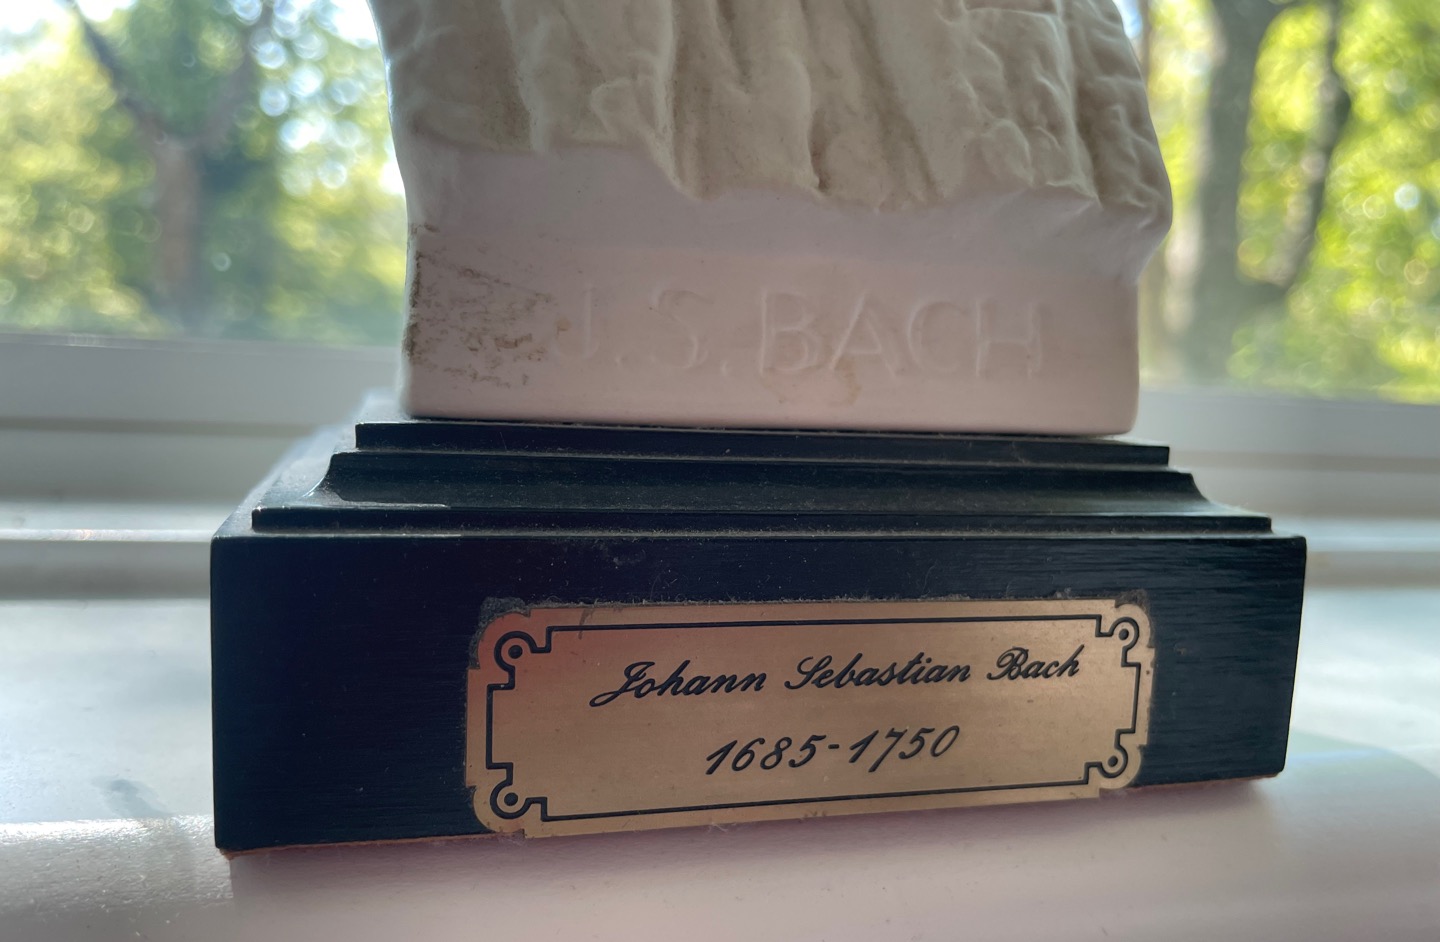 J. S. BACH
Johann Sebastian Bach
1685-1750